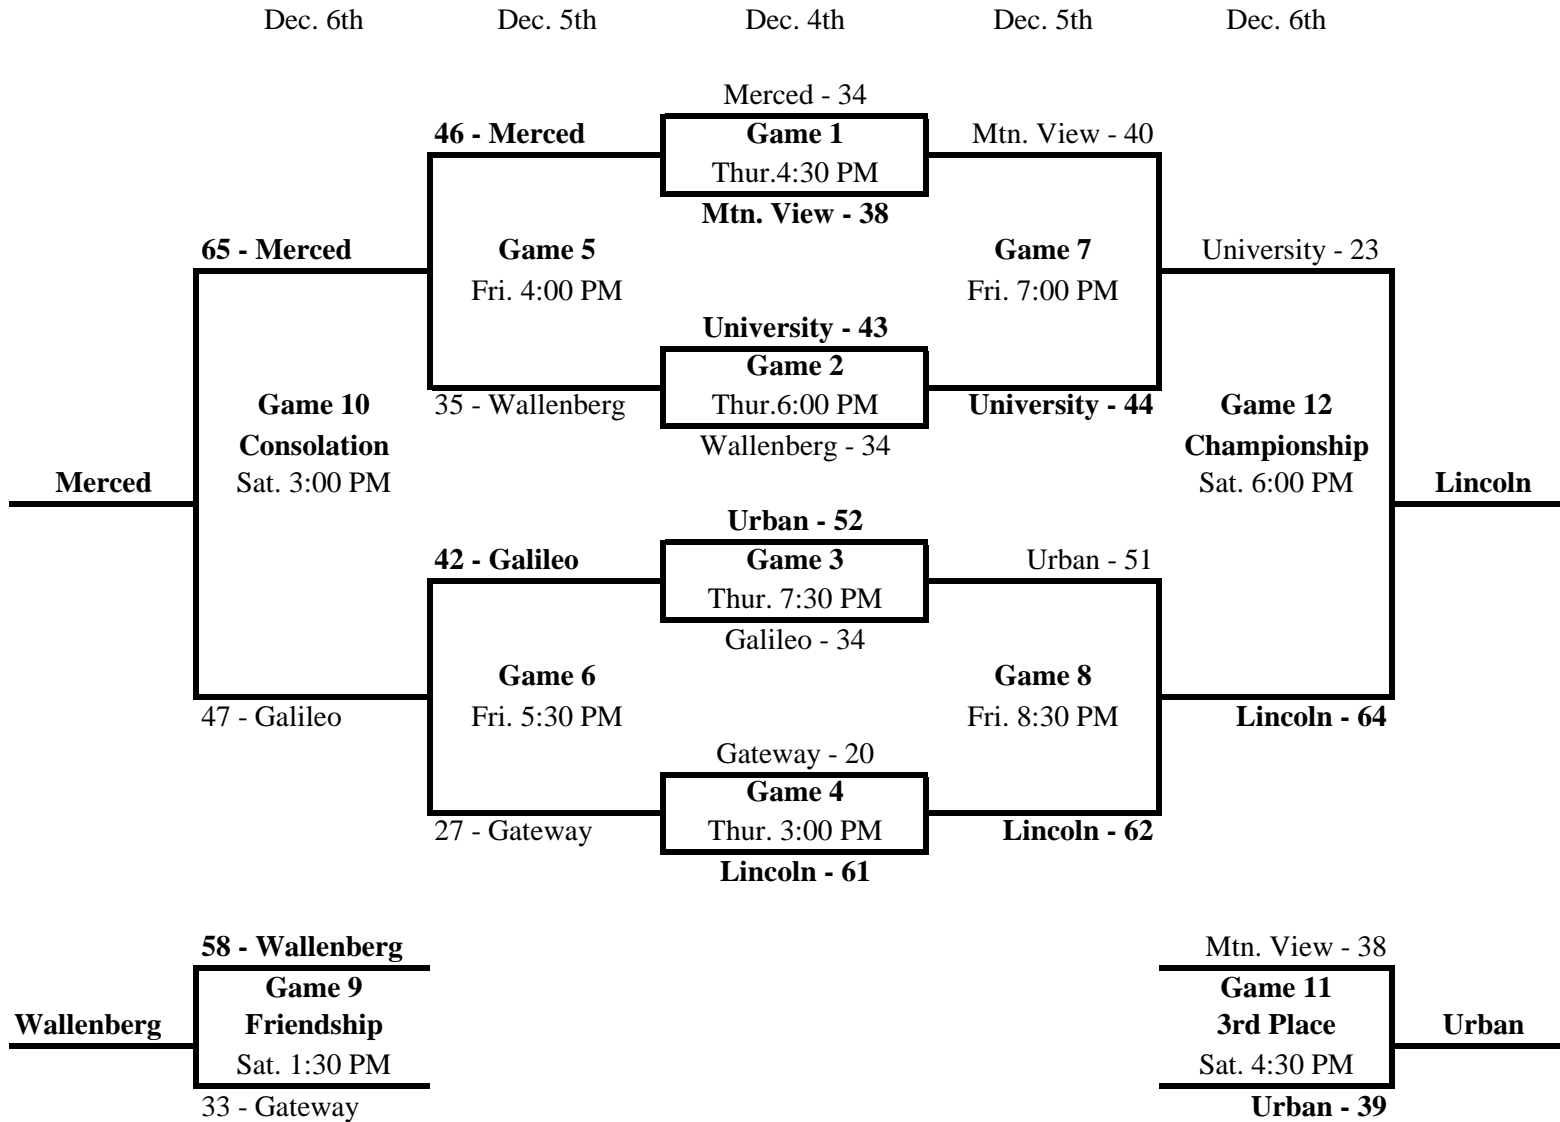 Dec. 6th Dec. 5th Dec. 4th Dec. 5th Dec. 6th
Merced - 34
46 - Merced Game 1 Mtn. View - 40
Thur.4:30 PM
Mtn. View - 38
65 - Merced Game 5 Game 7 University - 23
Fri. 4:00 PM Fri. 7:00 PM
University - 43
Game 2
Game 10 35 - Wallenberg Thur.6:00 PM University - 44 Game 12
Consolation Wallenberg - 34 Championship
Merced Sat. 3:00 PM Sat. 6:00 PM Lincoln
Urban - 52
42 - Galileo Game 3 Urban - 51
Thur. 7:30 PM
Galileo - 34
Game 6 Game 8
47 - Galileo Fri. 5:30 PM Fri. 8:30 PM Lincoln - 64
Gateway - 20
Game 4
27 - Gateway Thur. 3:00 PM Lincoln - 62
Lincoln - 61
58 - Wallenberg Mtn. View - 38
Game 9 Game 11
Wallenberg Friendship 3rd Place Urban
Sat. 1:30 PM Sat. 4:30 PM
33 - Gateway Urban - 39